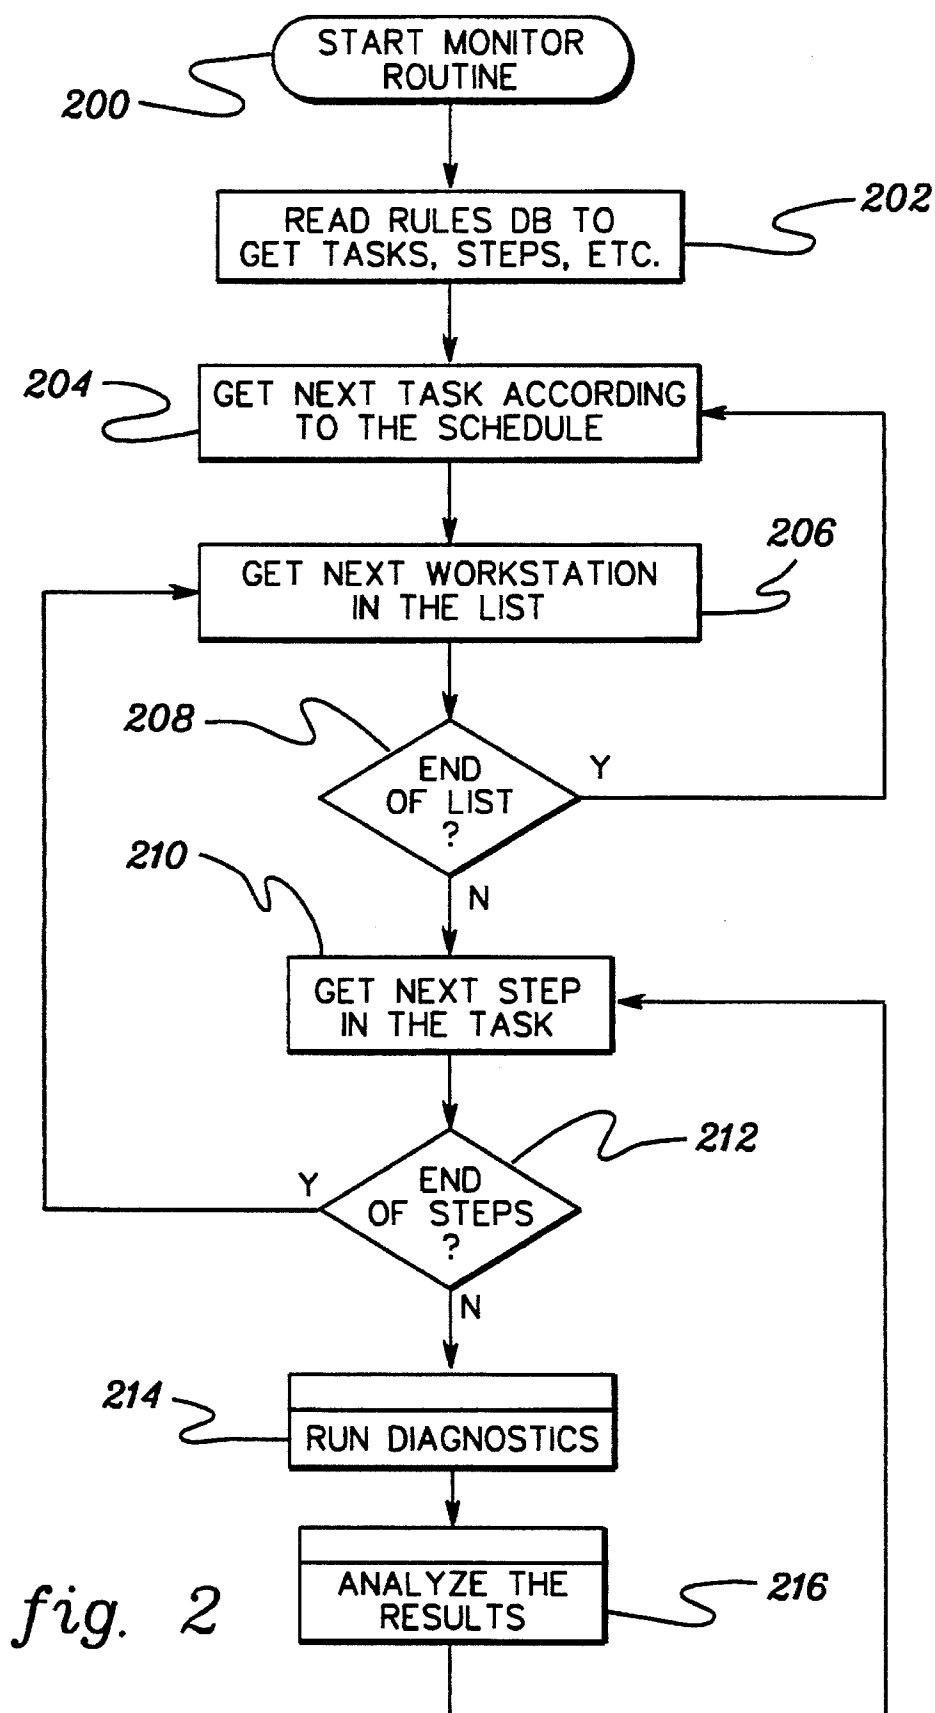 START MONITOR
ROUTINE
200
READ RULES DB TO
GET TASKS, STEPS, ETC.
202
204
GET NEXT TASK ACCORDING
TO THE SCHEDULE
206
GET NEXT WORKSTATION
IN THE LIST
208
END
OF LIST
?
Y
N
210
GET NEXT STEP
IN THE TASK
212
END
OF STEPS
?
Y
N
214
RUN DIAGNOSTICS
ANALYZE THE
RESULTS
216
fig. 2